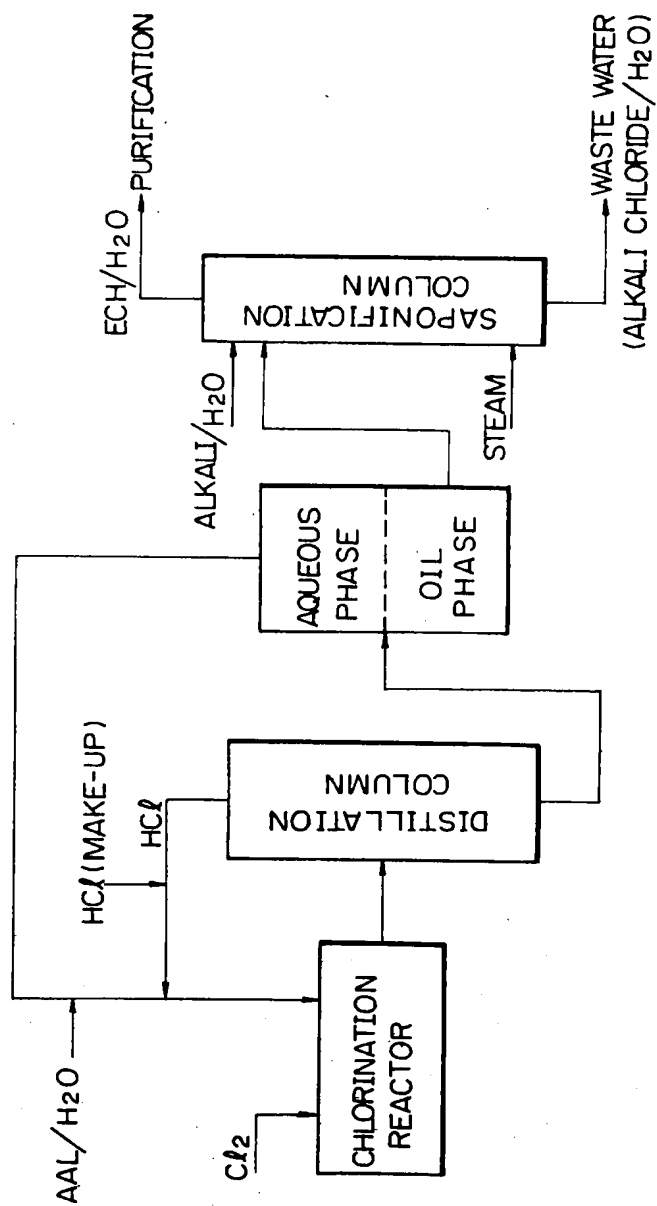 AAL/H2O
Cl2
CHLORINATION
REACTOR
HCl (MAKE-UP)
HCl
DISTILLATION
COLUMN
AQUEOUS
PHASE
OIL
PHASE
ALKALI/H2O
STEAM
SAPONIFICATION
COLUMN
ECH/H2O
PURIFICATION
WASTE WATER
(ALKALI CHLORIDE/H2O)